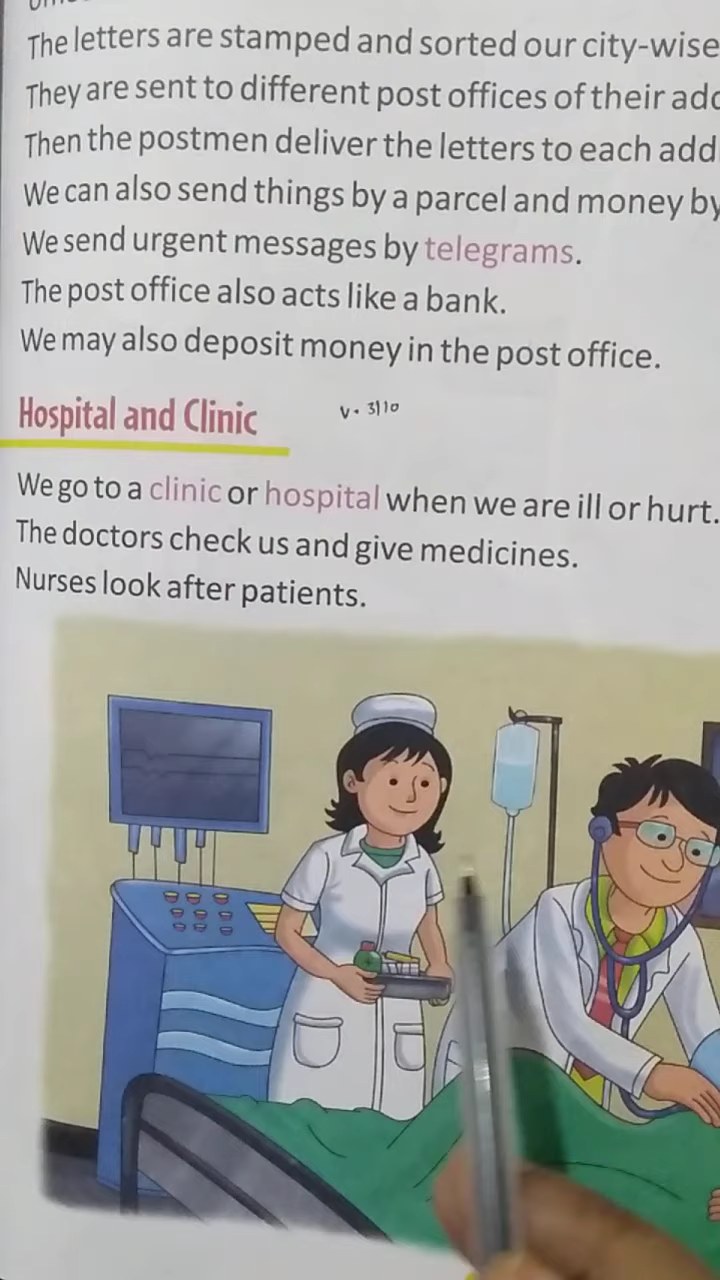 The letters are stamped and sorted our city-wise
They are sent to different post offices of their
Then the postmen deliver the letters to each
We can also send things by a parcel and money by
We send urgent messages by telegrams.
The post office also acts like a bank.
We may also deposit money in the post office.
Hospital and Clinic
v. 3/10
We go to a clinic or hospital when we are ill or hurt.
The doctors check us and give medicines.
Nurses look after patients.